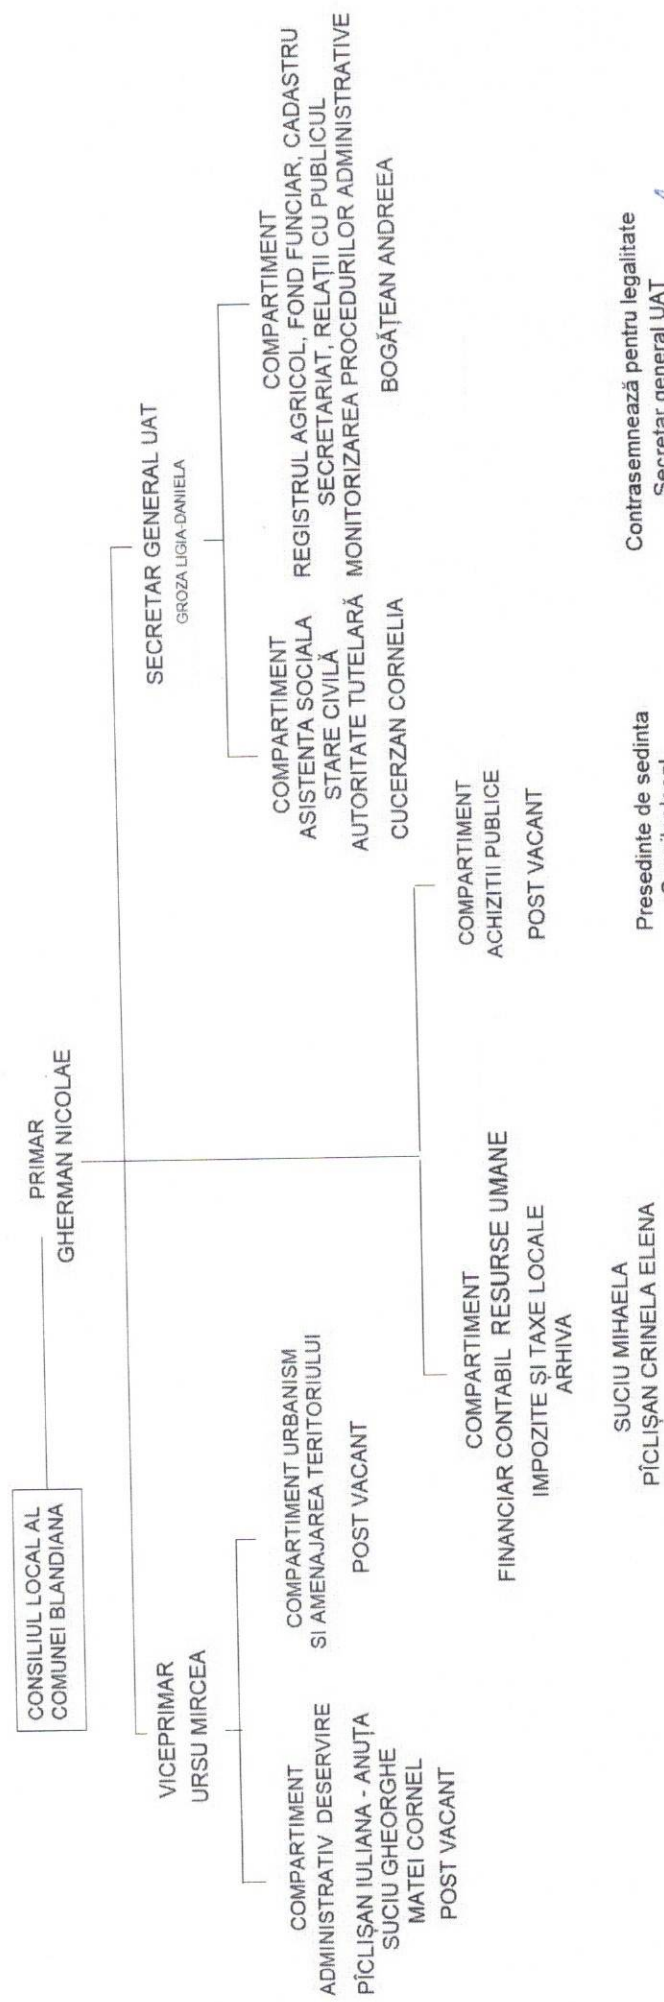 CONSILIUL LOCAL AL
COMUNEI BLANDIANA
PRIMAR
GHERMAN NICOLAE
VICEPRIMAR
URSU MIRCEA
SECRETAR GENERAL UAT
GROZA LIGIA-DANIELA
COMPARTIMENT
ADMINISTRATIV DESERVIRE
PÎCLIȘAN IULIANA - ANUȚA
SUCIU GHEORGHE
MATEI CORNEL
POST VACANT
COMPARTIMENT URBANISM
SI AMENAJAREA TERITORIULUI
POST VACANT
COMPARTIMENT
ASISTENTA SOCIALA
STARE CIVILĂ
AUTORITATE TUTELARĂ
CUCERZAN CORNELIA
COMPARTIMENT
REGISTRUL AGRICOL, FOND FUNCIAR, CADASTRU
SECRETARIAT, RELAȚII CU PUBLICUL
MONITORIZAREA PROCEDURILOR ADMINISTRATIVE
BOGĂȚEAN ANDREEA
COMPARTIMENT
FINANCIAR CONTABIL RESURSE UMANE
IMPOZITE ȘI TAXE LOCALE
ARHIVA
SUCIU MIHAELA
PÎCLIȘAN CRINELA ELENA
COMPARTIMENT
ACHIZITII PUBLICE
POST VACANT
Presedinte de sedinta
Contrasemnează pentru legalitate
Secretar general UAT